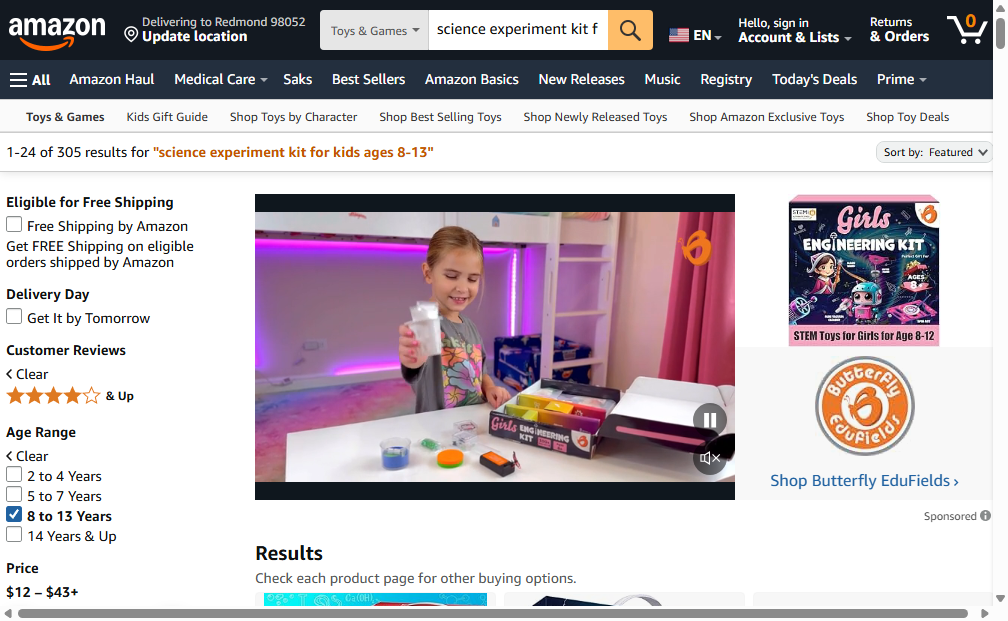 amazon
Delivering to Redmond 98052
Update location
Toys & Games
science experiment kit f
EN
Hello, sign in
Account & Lists
Returns
& Orders
0
All
Amazon Haul
Medical Care
Saks
Best Sellers
Amazon Basics
New Releases
Music
Registry
Today's Deals
Prime
Toys & Games
Kids Gift Guide
Shop Toys by Character
Shop Best Selling Toys
Shop Newly Released Toys
Shop Amazon Exclusive Toys
Shop Toy Deals
1-24 of 305 results for "science experiment kit for kids ages 8-13"
Sort by: Featured
Eligible for Free Shipping
Free Shipping by Amazon
Get FREE Shipping on eligible
orders shipped by Amazon
Delivery Day
Get It by Tomorrow
Customer Reviews
Clear
& Up
Age Range
Clear
2 to 4 Years
5 to 7 Years
8 to 13 Years
14 Years & Up
Price
$12 – $43+
Girls ENGINEERING
KIT
STEM
Girls
ENGINEERING KIT
Perfect Gift For
AGES
8+
STEM Toys for Girls for Age 8-12
Butterfly
EduFields
Shop Butterfly EduFields ›
Sponsored
Results
Check each product page for other buying options.